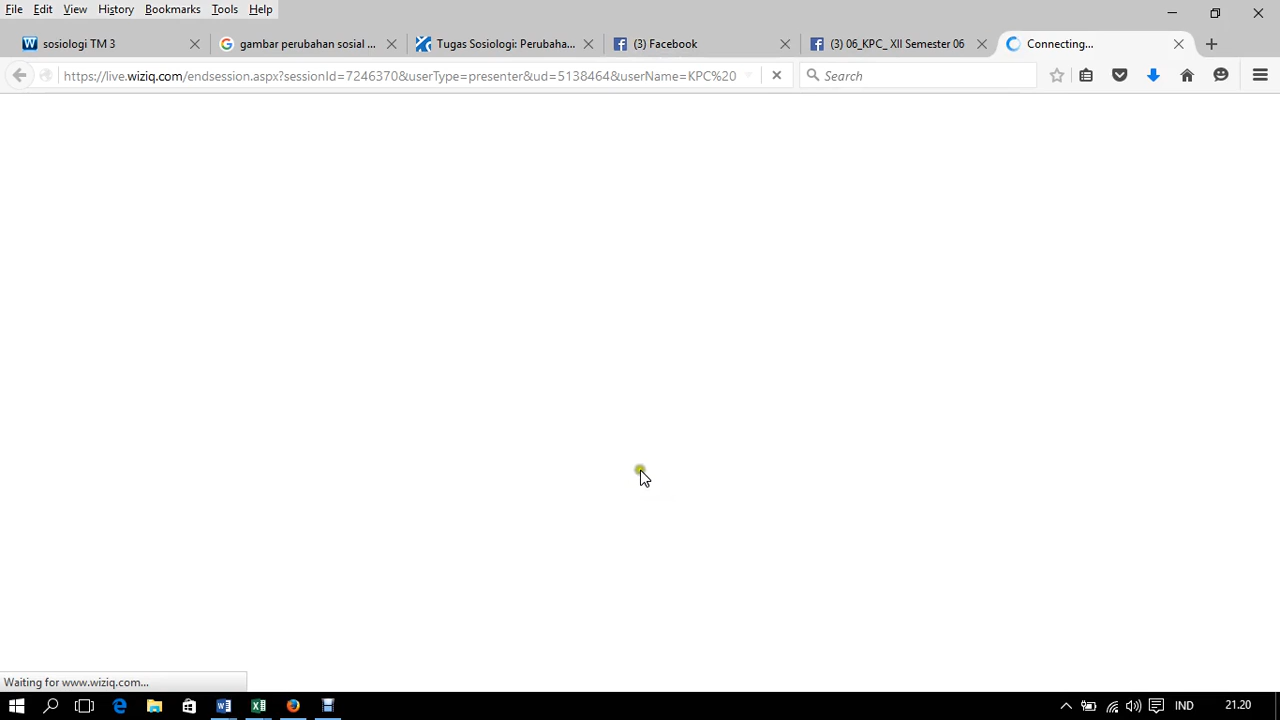 File Edit View History Bookmarks Tools Help
sosiologi TM 3
gambar perubahan sosial ...
Tugas Sosiologi: Perubaha...
(3) Facebook
(3) 06_KPC_ XII Semester 06
Connecting...
https://live.wiziq.com/endsession.aspx?sessionId=7246370&userType=presenter&ud=5138464&userName=KPC%20
Search
Waiting for www.wiziq.com...
IND
21.20